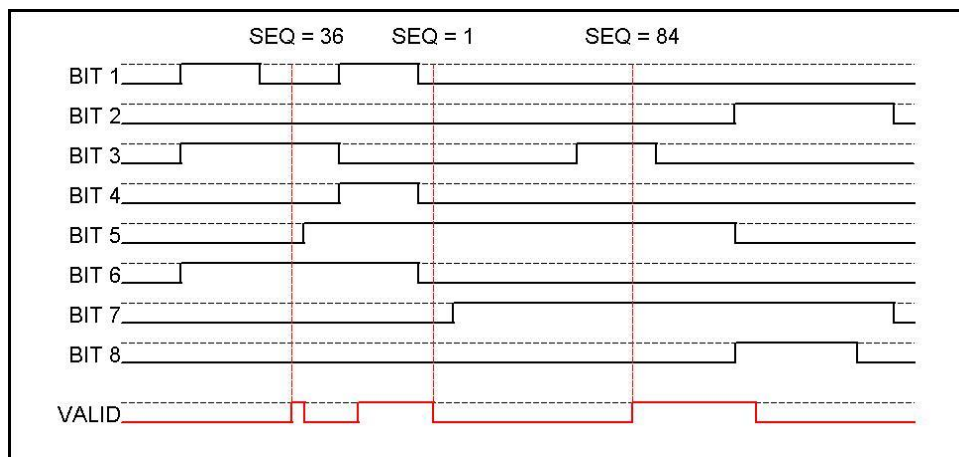 SEQ = 36 SEQ = 1 SEQ = 84
BIT 1
BIT 2
BIT 3
BIT 4
BIT 5
BIT 6
BIT 7
BIT 8
VALID